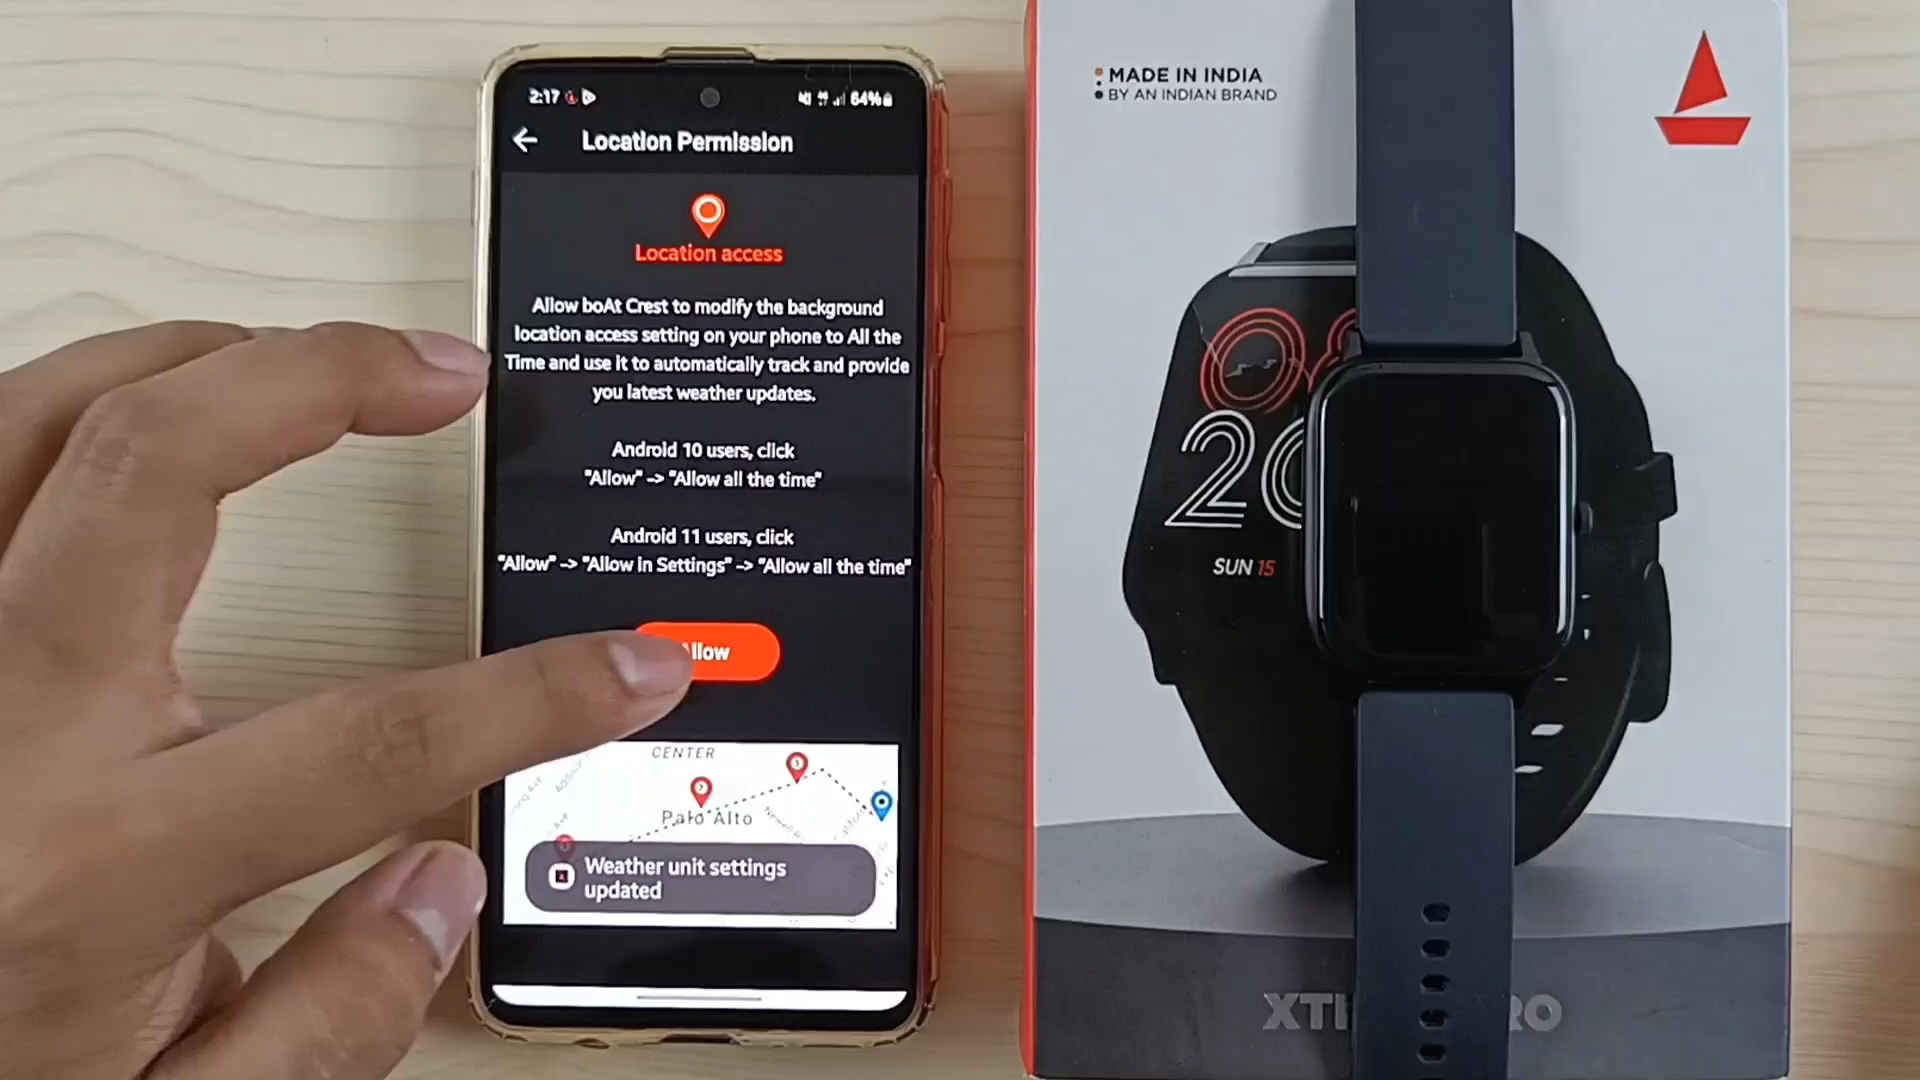 2:17
64%
Location Permission
Location access
Allow boAt Crest to modify the background
location access setting on your phone to All the
Time and use it to automatically track and provide
you latest weather updates.
Android 10 users, click
"Allow" -> "Allow all the time"
Android 11 users, click
"Allow" -> "Allow in Settings" -> "Allow all the time"
llow
CENTER
Palo Alto
Weather unit settings
updated
MADE IN INDIA
BY AN INDIAN BRAND
SUN 15